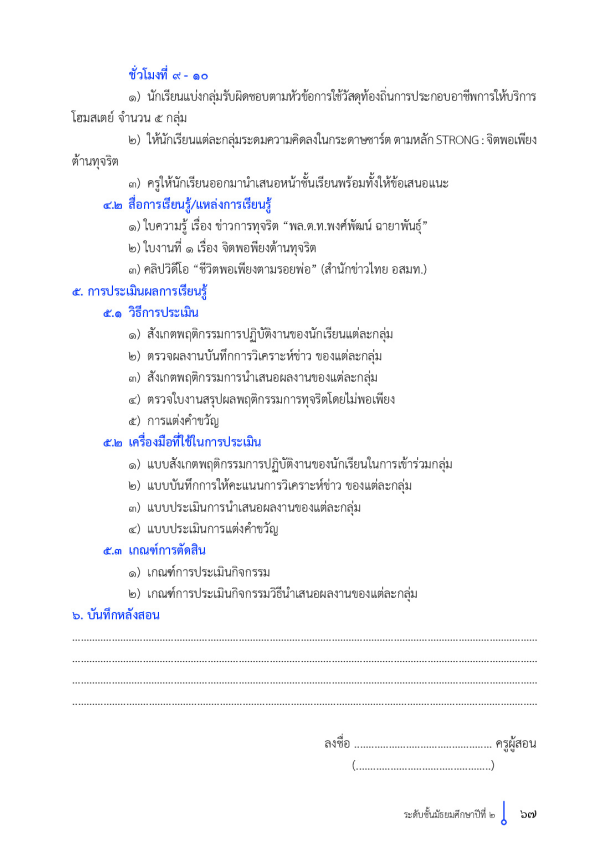 ชั่วโมงที่ ๙ - ๑๐
๑) นักเรียนแบ่งกลุ่มรับผิดชอบตามหัวข้อการใช้วัสดุท้องถิ่นการประกอบอาชีพการให้บริการ
โฮมสเตย์ จำนวน ๕ กลุ่ม
๒) ให้นักเรียนแต่ละกลุ่มระดมความคิดลงในกระดาษชาร์ต ตามหลัก STRONG : จิตพอเพียง
ต้านทุจริต
๓) ครูให้นักเรียนออกมานำเสนอหน้าชั้นเรียนพร้อมทั้งให้ข้อเสนอแนะ
๔.๒ สื่อการเรียนรู้/แหล่งการเรียนรู้
๑) ใบความรู้ เรื่อง ข่าวการทุจริต “พล.ต.ท.พงศ์พัฒน์ ฉายาพันธุ์”
๒) ใบงานที่ ๑ เรื่อง จิตพอพียงต้านทุจริต
๓) คลิปวิดีโอ “ชีวิตพอเพียงตามรอยพ่อ” (สำนักข่าวไทย อสมท.)
๕. การประเมินผลการเรียนรู้
๕.๑ วิธีการประเมิน
๑) สังเกตพฤติกรรมการปฏิบัติงานของนักเรียนแต่ละกลุ่ม
๒) ตรวจผลงานบันทึกการวิเคราะห์ข่าว ของแต่ละกลุ่ม
๓) สังเกตพฤติกรรมการนำเสนอผลงานของแต่ละกลุ่ม
๔) ตรวจใบงานสรุปผลพฤติกรรมการทุจริตโดยไม่พอเพียง
๕) การแต่งคำขวัญ
๕.๒ เครื่องมือที่ใช้ในการประเมิน
๑) แบบสังเกตพฤติกรรมการปฏิบัติงานของนักเรียนในการเข้าร่วมกลุ่ม
๒) แบบบันทึกการให้คะแนนการวิเคราะห์ข่าว ของแต่ละกลุ่ม
๓) แบบประเมินการนำเสนอผลงานของแต่ละกลุ่ม
๔) แบบประเมินการแต่งคำขวัญ
๕.๓ เกณฑ์การตัดสิน
๑) เกณฑ์การประเมินกิจกรรม
๒) เกณฑ์การประเมินกิจกรรมวิธีนำเสนอผลงานของแต่ละกลุ่ม
๖. บันทึกหลังสอน
................................................................................
................................................................................
................................................................................
................................................................................
ลงชื่อ ................................................ ครูผู้สอน
(...............................................)
ระดับชั้นมัธยมศึกษาปีที่ ๒ ๖๗